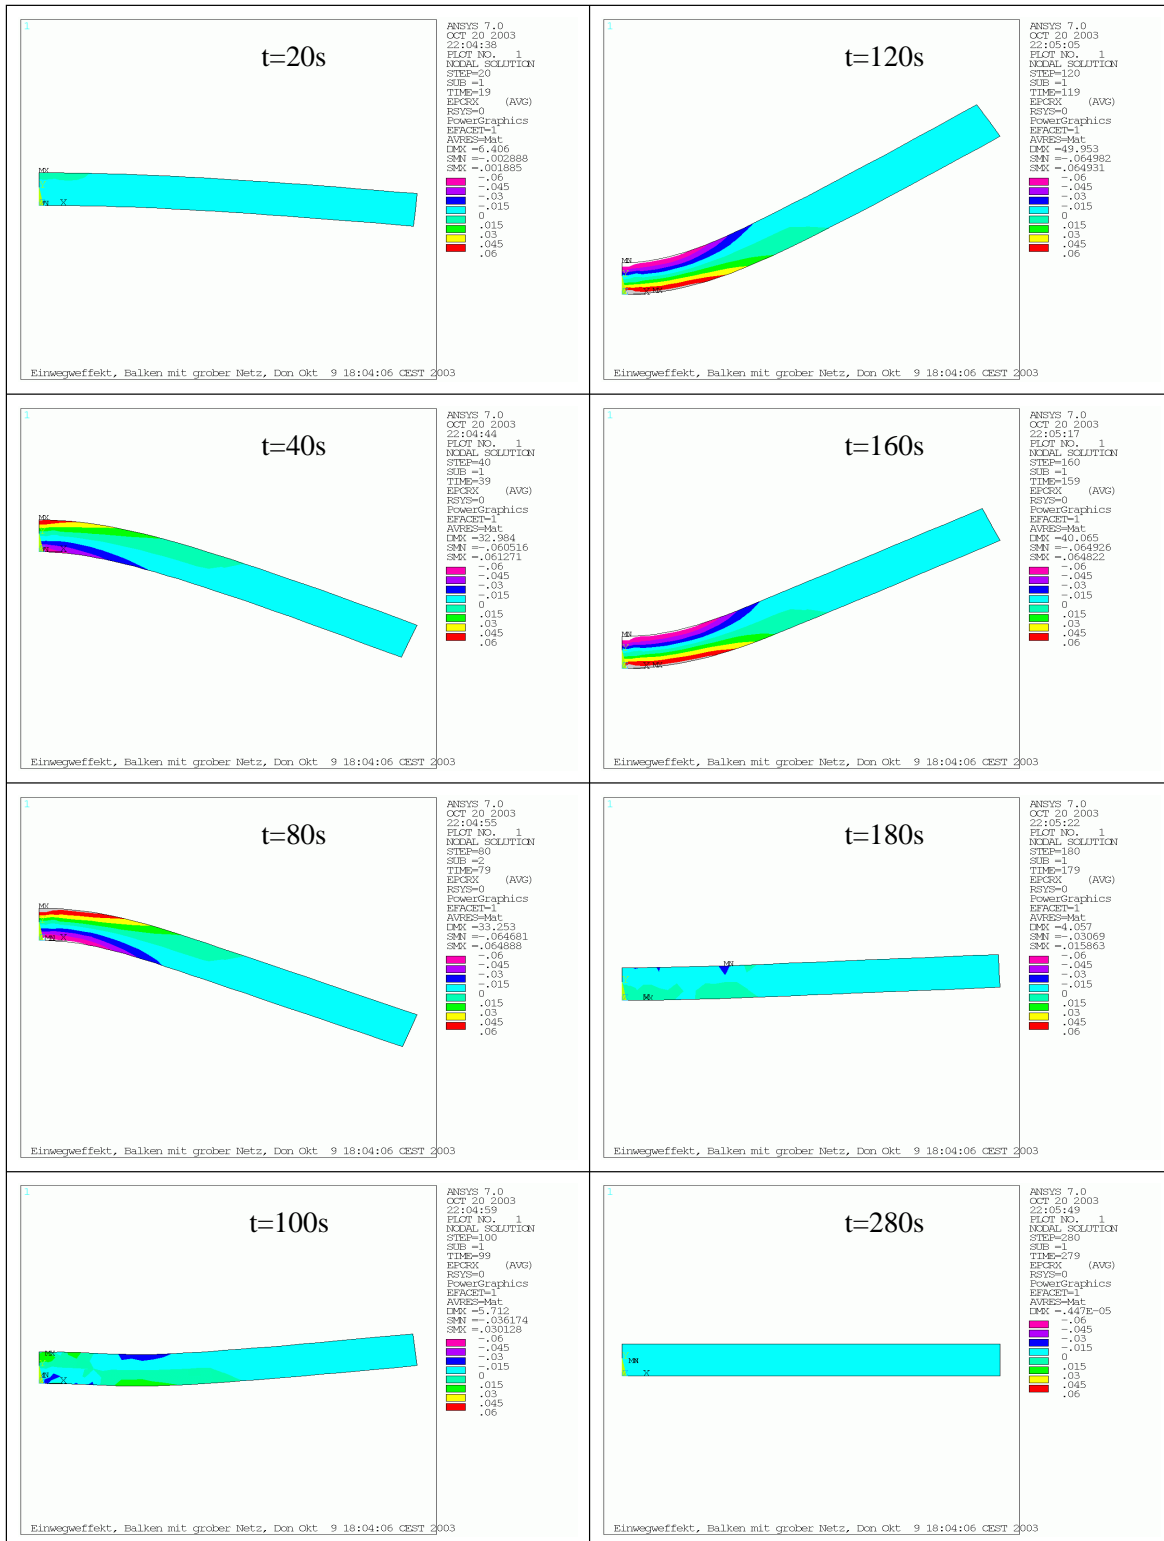 1
t=20s
ANSYS 7.0
OCT 20 2003
22:04:38
PLOT NO. 1
NODAL SOLUTION
STEP=20
SUB =1
TIME=19
EPCRX (AVG)
RSYS=0
PowerGraphics
EFACET=1
AVRES=Mat
DMX =6.406
SMN =-.002888
SMX =.001885
-.06
-.045
-.03
-.015
0
.015
.03
.045
.06
MX
X
Einwegweffekt, Balken mit grober Netz, Don Okt 9 18:04:06 CEST 2003
1
t=120s
ANSYS 7.0
OCT 20 2003
22:05:05
PLOT NO. 1
NODAL SOLUTION
STEP=120
SUB =1
TIME=119
EPCRX (AVG)
RSYS=0
PowerGraphics
EFACET=1
AVRES=Mat
DMX =49.953
SMN =-.064982
SMX =.064931
-.06
-.045
-.03
-.015
0
.015
.03
.045
.06
MN
X MX
Einwegweffekt, Balken mit grober Netz, Don Okt 9 18:04:06 CEST 2003
1
t=40s
ANSYS 7.0
OCT 20 2003
22:04:44
PLOT NO. 1
NODAL SOLUTION
STEP=40
SUB =1
TIME=39
EPCRX (AVG)
RSYS=0
PowerGraphics
EFACET=1
AVRES=Mat
DMX =32.984
SMN =-.060516
SMX =.061271
-.06
-.045
-.03
-.015
0
.015
.03
.045
.06
MX
X
Einwegweffekt, Balken mit grober Netz, Don Okt 9 18:04:06 CEST 2003
1
t=160s
ANSYS 7.0
OCT 20 2003
22:05:17
PLOT NO. 1
NODAL SOLUTION
STEP=160
SUB =1
TIME=159
EPCRX (AVG)
RSYS=0
PowerGraphics
EFACET=1
AVRES=Mat
DMX =40.065
SMN =-.064926
SMX =.064822
-.06
-.045
-.03
-.015
0
.015
.03
.045
.06
MN
X MX
Einwegweffekt, Balken mit grober Netz, Don Okt 9 18:04:06 CEST 2003
1
t=80s
ANSYS 7.0
OCT 20 2003
22:04:55
PLOT NO. 1
NODAL SOLUTION
STEP=80
SUB =2
TIME=79
EPCRX (AVG)
RSYS=0
PowerGraphics
EFACET=1
AVRES=Mat
DMX =33.253
SMN =-.064681
SMX =.064888
-.06
-.045
-.03
-.015
0
.015
.03
.045
.06
MX
MN X
Einwegweffekt, Balken mit grober Netz, Don Okt 9 18:04:06 CEST 2003
1
t=180s
ANSYS 7.0
OCT 20 2003
22:05:22
PLOT NO. 1
NODAL SOLUTION
STEP=180
SUB =1
TIME=179
EPCRX (AVG)
RSYS=0
PowerGraphics
EFACET=1
AVRES=Mat
DMX =4.057
SMN =-.03069
SMX =.015863
-.06
-.045
-.03
-.015
0
.015
.03
.045
.06
MN
MX
Einwegweffekt, Balken mit grober Netz, Don Okt 9 18:04:06 CEST 2003
1
t=100s
ANSYS 7.0
OCT 20 2003
22:04:59
PLOT NO. 1
NODAL SOLUTION
STEP=100
SUB =1
TIME=99
EPCRX (AVG)
RSYS=0
PowerGraphics
EFACET=1
AVRES=Mat
DMX =5.712
SMN =-.036174
SMX =.030128
-.06
-.045
-.03
-.015
0
.015
.03
.045
.06
MX
MN X
Einwegweffekt, Balken mit grober Netz, Don Okt 9 18:04:06 CEST 2003
1
t=280s
ANSYS 7.0
OCT 20 2003
22:05:49
PLOT NO. 1
NODAL SOLUTION
STEP=280
SUB =1
TIME=279
EPCRX (AVG)
RSYS=0
PowerGraphics
EFACET=1
AVRES=Mat
DMX =.447E-05
-.06
-.045
-.03
-.015
0
.015
.03
.045
.06
MN
X
Einwegweffekt, Balken mit grober Netz, Don Okt 9 18:04:06 CEST 2003